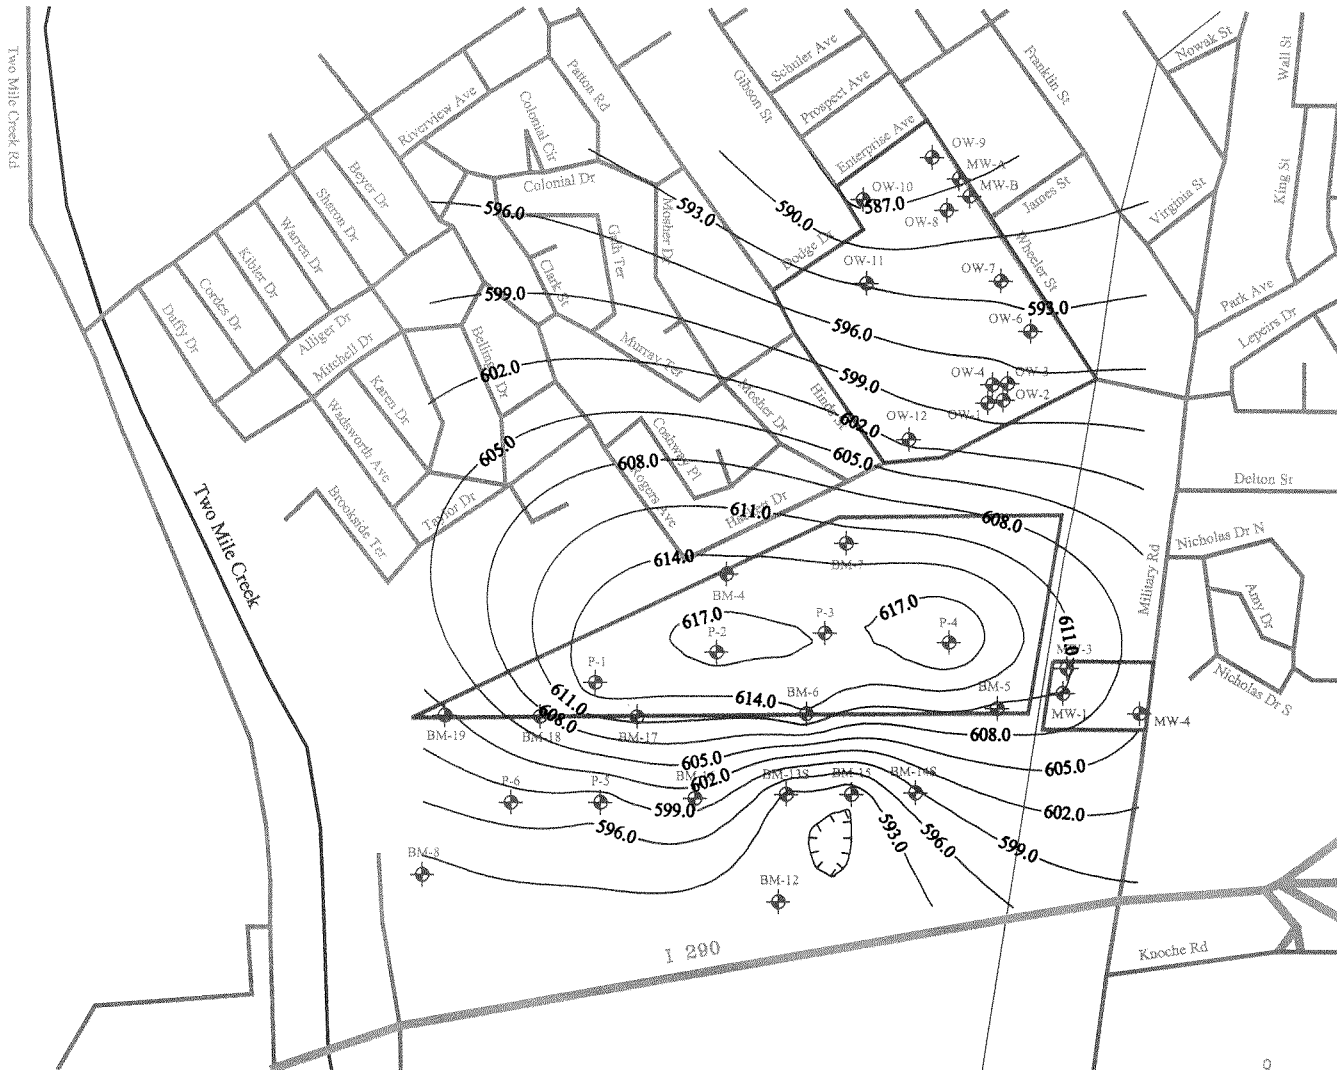 Two Mile Creek Rd
Two Mile Creek
Riverview Ave
Patton Rd
Colonial Cir
Colonial Dr
Gibson St
Schuler Ave
Prospect Ave
Enterprise Ave
Franklin St
Nowak St
Wall St
King St
Virginia St
James St
Wheeler St
Park Ave
Lepeirs Dr
Delton St
Nicholas Dr N
Amy Dr
Nicholas Dr S
Military Rd
Knoche Rd
I 290
Beyer Dr
Sharon Dr
Warren Dr
Kibler Dr
Cordes Dr
Duffy Dr
Alliger Dr
Mitchell Dr
Karen Dr
Wadsworth Ave
Brookside Ter
Taylor Dr
Clark St
Murray Ter
Mosher Dr
Mosher Dr
Dodge Dr
Rogers Ave
OW-9
MW-A
MW-B
OW-10
OW-8
OW-11
OW-7
OW-6
OW-4
OW-3
OW-2
OW-1
OW-12
BM-7
BM-4
P-3
P-2
P-4
P-1
BM-6
BM-5
MW-3
MW-1
MW-4
BM-19
BM-18
BM-17
P-6
P-5
BM-13S
BM-15
BM-14S
BM-8
BM-12
587.0
590.0
593.0
593.0
596.0
596.0
599.0
599.0
602.0
602.0
605.0
605.0
608.0
608.0
611.0
611.0
614.0
617.0
617.0
614.0
611.0
608.0
608.0
605.0
605.0
602.0
602.0
599.0
599.0
596.0
596.0
593.0
0